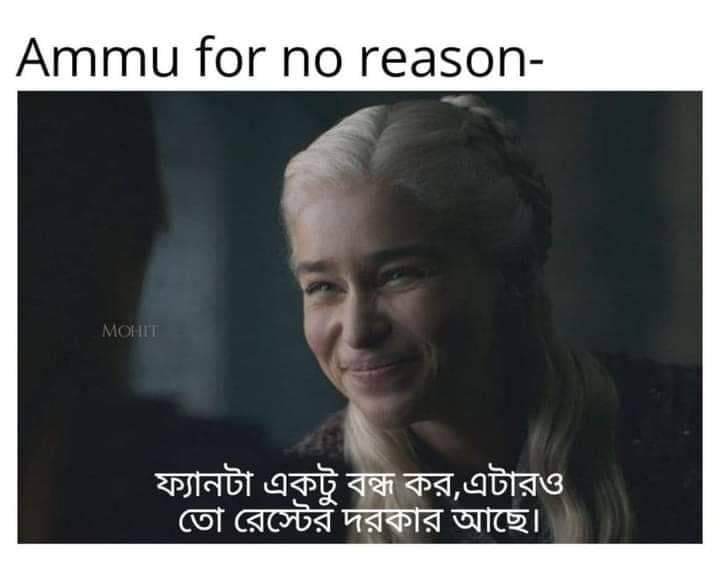 Ammu for no reason-
MOHIT
ফ্যানটা একটু বন্ধ কর,এটারও
তো রেস্টের দরকার আছে।